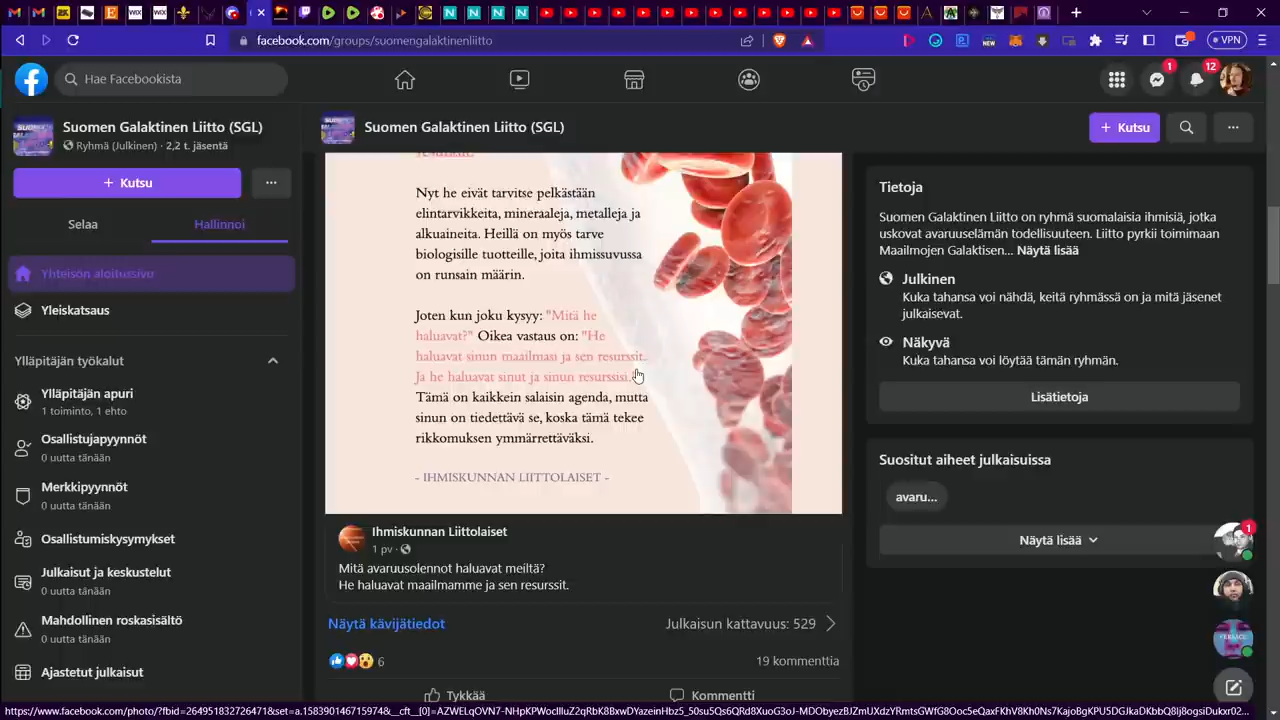 facebook.com/groups/suomengalaktinenliitto
VPN
Hae Facebookista
1
12
Suomen Galaktinen Liitto (SGL)
Ryhmä (Julkinen) · 2,2 t. jäsentä
+ Kutsu
...
Selaa
Hallinnoi
Yhteisön aloitussivu
Yleiskatsaus
Ylläpitäjän työkalut
Ylläpitäjän apuri
1 toiminto, 1 ehto
Osallistujapyynnöt
0 uutta tänään
Merkkipyynnöt
0 uutta tänään
Osallistumiskysymykset
Julkaisut ja keskustelut
0 uutta tänään
Mahdollinen roskasisältö
0 uutta tänään
Ajastetut julkaisut
Suomen Galaktinen Liitto (SGL)
+ Kutsu
...
Nyt he eivät tarvitse pelkästään
elintarvikkeita, mineraaleja, metalleja ja
alkuaineita. Heillä on myös tarve
biologisille tuotteille, joita ihmissuvussa
on runsain määrin.
Joten kun joku kysyy: "Mitä he
haluavat?" Oikea vastaus on: "He
haluavat sinun maailmasi ja sen resurssit..
Ja he haluavat sinut ja sinun resurssisi.
Tämä on kaikkein salaisin agenda, mutta
sinun on tiedettävä se, koska tämä tekee
rikkomuksen ymmärrettäväksi.
- IHMISKUNNAN LIITTOLAISET -
Ihmiskunnan Liittolaiset
1 pv ·
Mitä avaruusolennot haluavat meiltä?
He haluavat maailmamme ja sen resurssit.
Näytä kävijätiedot
Julkaisun kattavuus: 529
6
19 kommenttia
Tykkää
Kommentti
Tietoja
Suomen Galaktinen Liitto on ryhmä suomalaisia ihmisiä, jotka
uskovat avaruuselämän todellisuuteen. Liitto pyrkii toimimaan
Maailmojen Galaktisen... Näytä lisää
Julkinen
Kuka tahansa voi nähdä, keitä ryhmässä on ja mitä jäsenet
julkaisevat.
Näkyvä
Kuka tahansa voi löytää tämän ryhmän.
Lisätietoja
Suositut aiheet julkaisuissa
avaru...
Näytä lisää
1